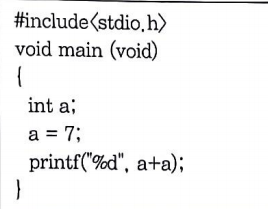 #include<stdio.h>
void main (void)
{
int a;
a = 7;
printf("%d", a+a);
}